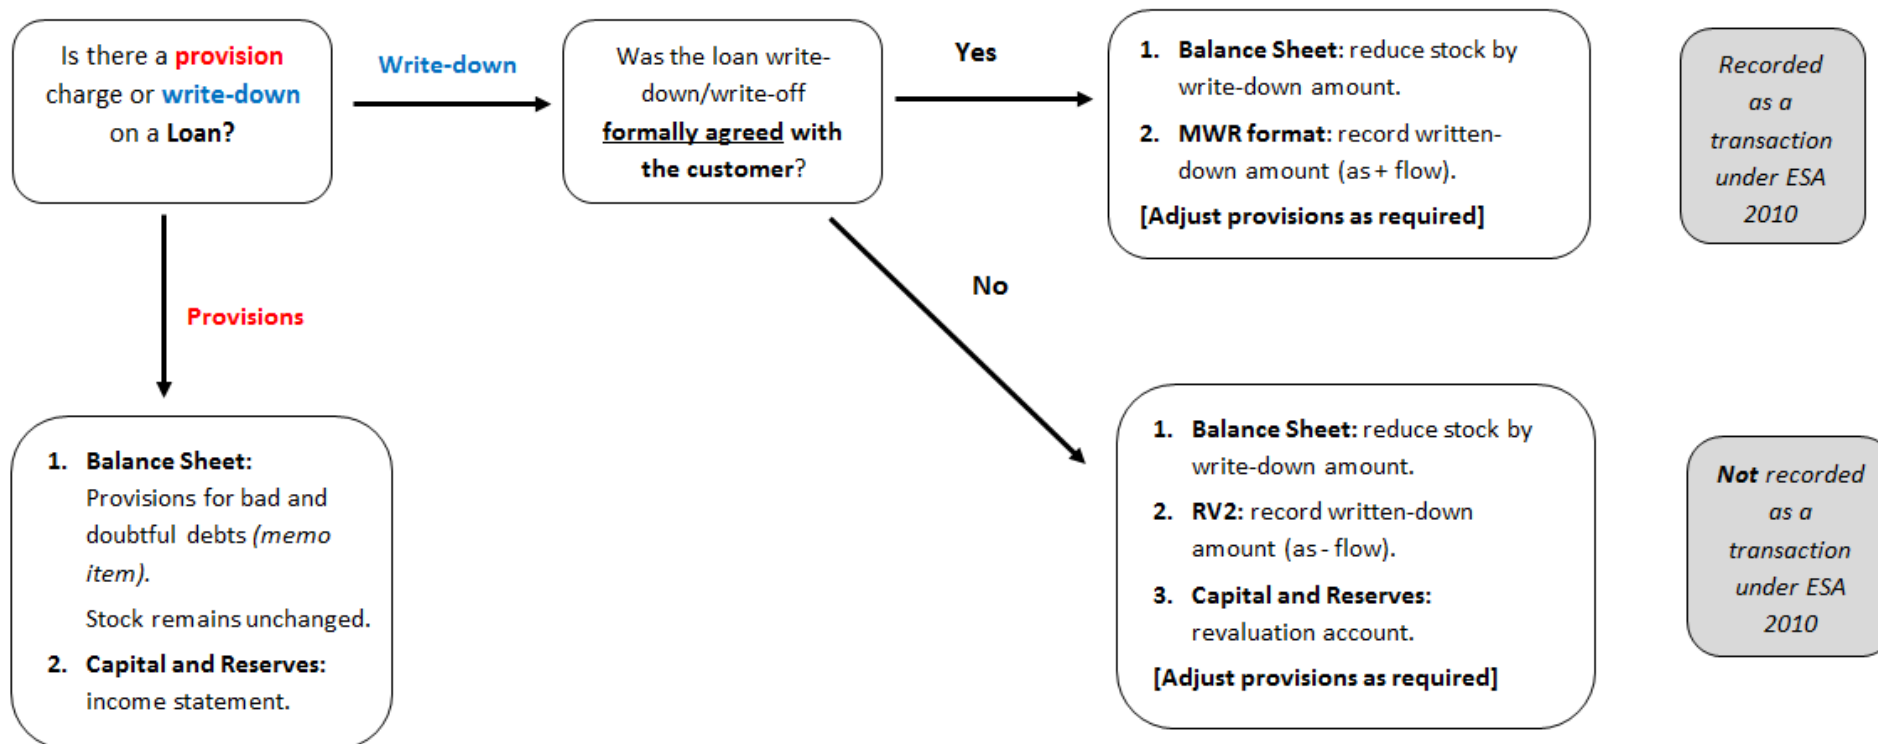 Is there a provision
charge or write-down
on a Loan?
Write-down
Was the loan write-
down/write-off
formally agreed with
the customer?
Yes
1. Balance Sheet: reduce stock by
write-down amount.
2. MWR format: record written-
down amount (as + flow).
[Adjust provisions as required]
Recorded
as a
transaction
under ESA
2010
No
Provisions
1. Balance Sheet:
Provisions for bad and
doubtful debts (memo
item).
Stock remains unchanged.
2. Capital and Reserves:
income statement.
1. Balance Sheet: reduce stock by
write-down amount.
2. RV2: record written-down
amount (as - flow).
3. Capital and Reserves:
revaluation account.
[Adjust provisions as required]
Not recorded
as a
transaction
under ESA
2010